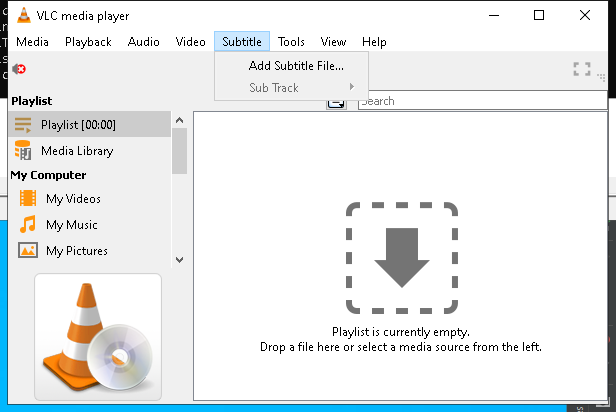 VLC media player
Media Playback Audio Video Subtitle Tools View Help
Add Subtitle File...
Sub Track
Search
Playlist
Playlist [00:00]
Media Library
My Computer
My Videos
My Music
My Pictures
Playlist is currently empty.
Drop a file here or select a media source from the left.